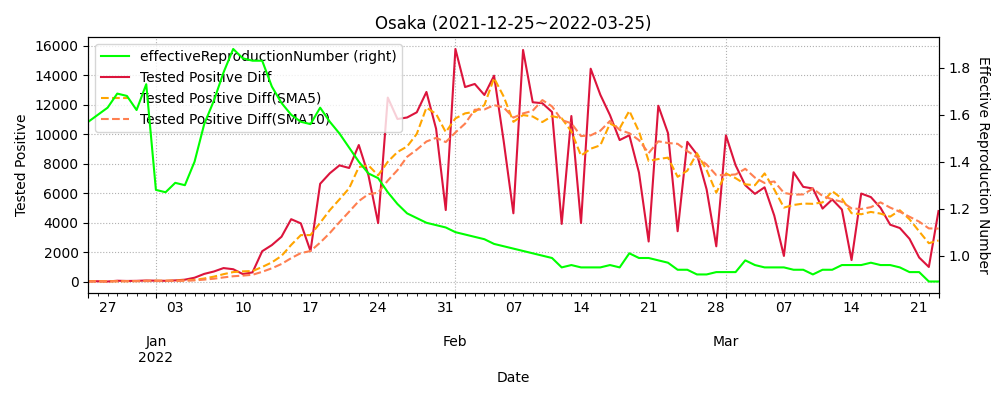 Osaka (2021-12-25~2022-03-25)
effectiveReproductionNumber (right)
Tested Positive Diff
Tested Positive Diff(SMA5)
Tested Positive Diff(SMA10)
Tested Positive
16000
14000
12000
10000
8000
6000
4000
2000
0
Effective Reproduction Number
1.8
1.6
1.4
1.2
1.0
27 03 10 17 24 31 07 14 21 28 07 14 21
Jan Feb Mar
2022
Date